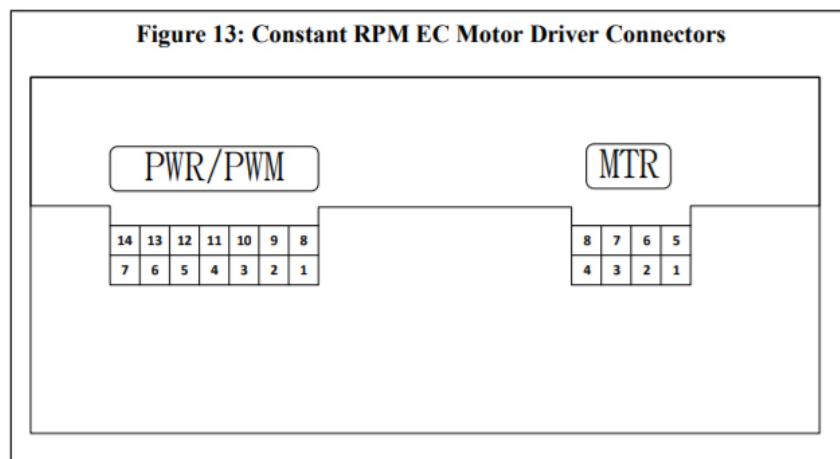 Figure 13: Constant RPM EC Motor Driver Connectors
PWR/PWM
MTR
14 13 12 11 10 9 8
7 6 5 4 3 2 1
8 7 6 5
4 3 2 1